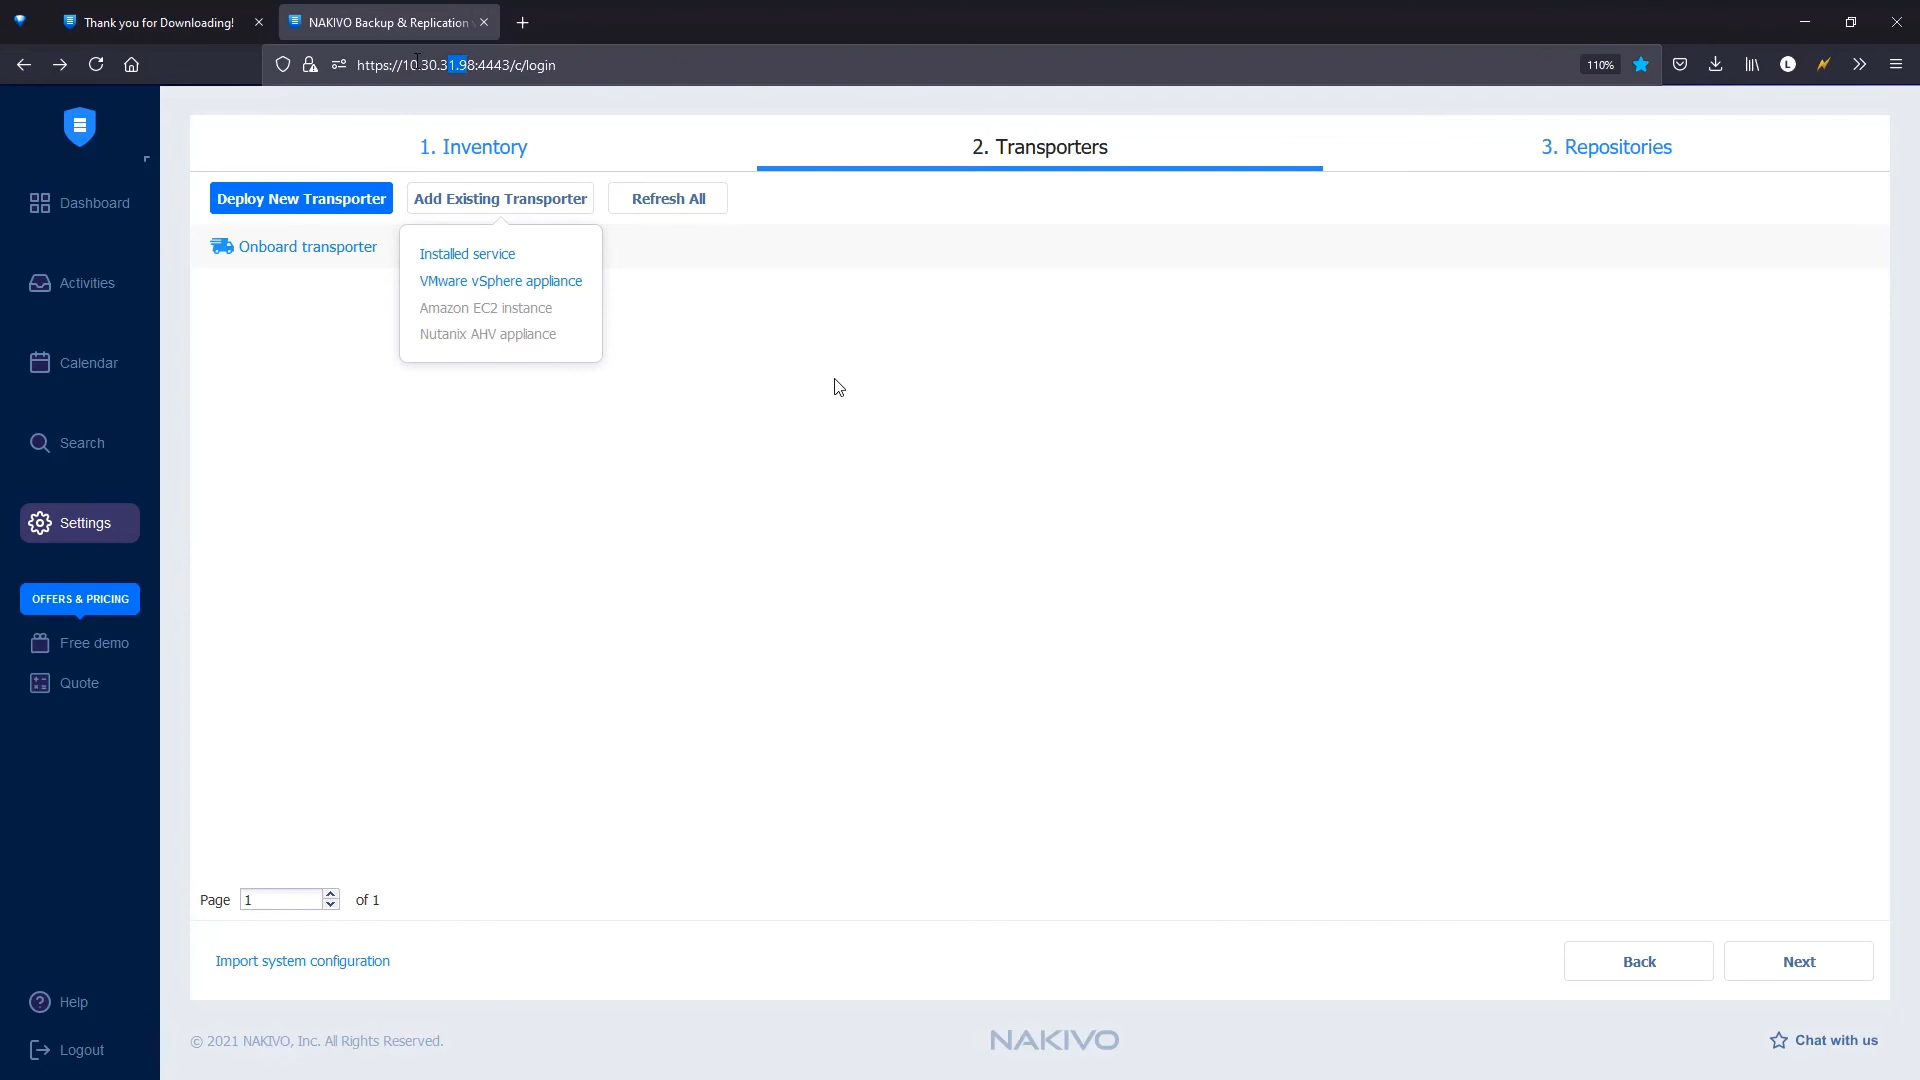 Thank you for Downloading!
NAKIVO Backup & Replication
https://10.30.31.98:4443/c/login
110%
L
1. Inventory
2. Transporters
3. Repositories
Deploy New Transporter
Add Existing Transporter
Refresh All
Onboard transporter
Installed service
VMware vSphere appliance
Amazon EC2 instance
Nutanix AHV appliance
Dashboard
Activities
Calendar
Search
Settings
OFFERS & PRICING
Free demo
Quote
Help
Logout
Page 1 of 1
Import system configuration
Back
Next
© 2021 NAKIVO, Inc. All Rights Reserved.
NAKIVO
Chat with us